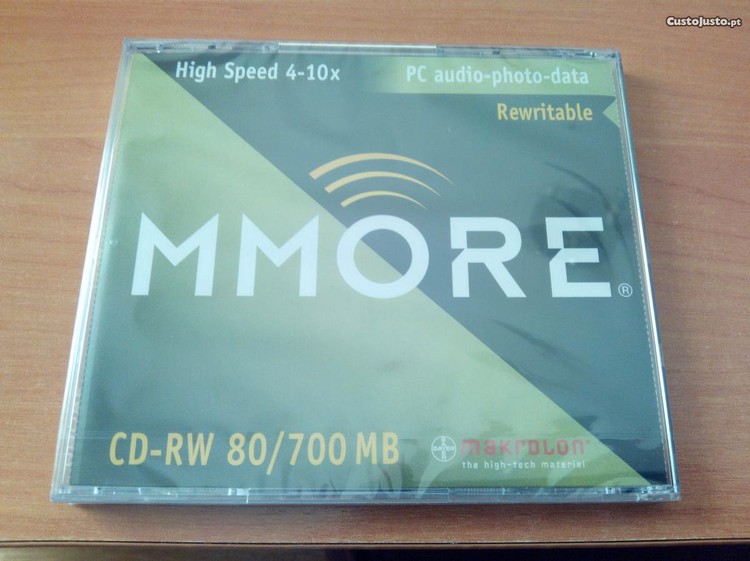 CustoJusto.pt
High Speed 4-10x
PC audio-photo-data
Rewritable
MMORE®
CD-RW 80/700 MB
BAYER
makrolon®
the high-tech material